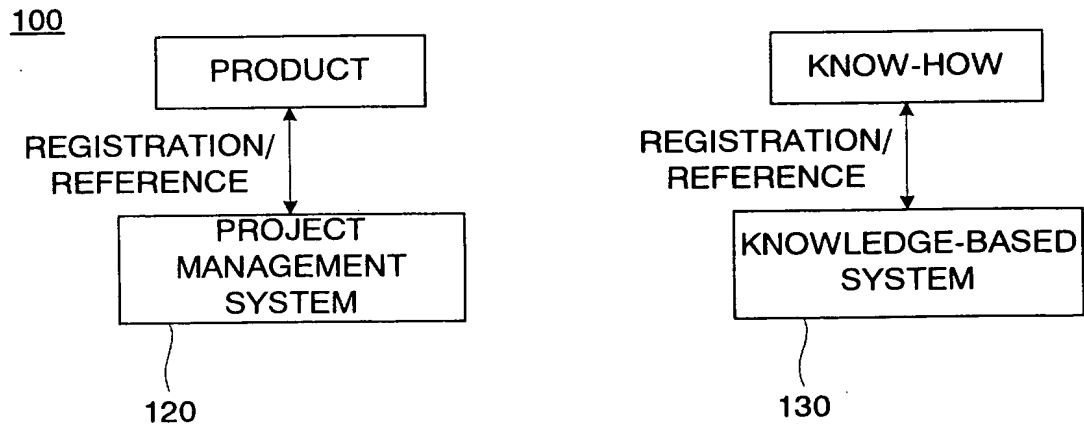 100
PRODUCT
REGISTRATION/
REFERENCE
PROJECT
MANAGEMENT
SYSTEM
120
KNOW-HOW
REGISTRATION/
REFERENCE
KNOWLEDGE-BASED
SYSTEM
130